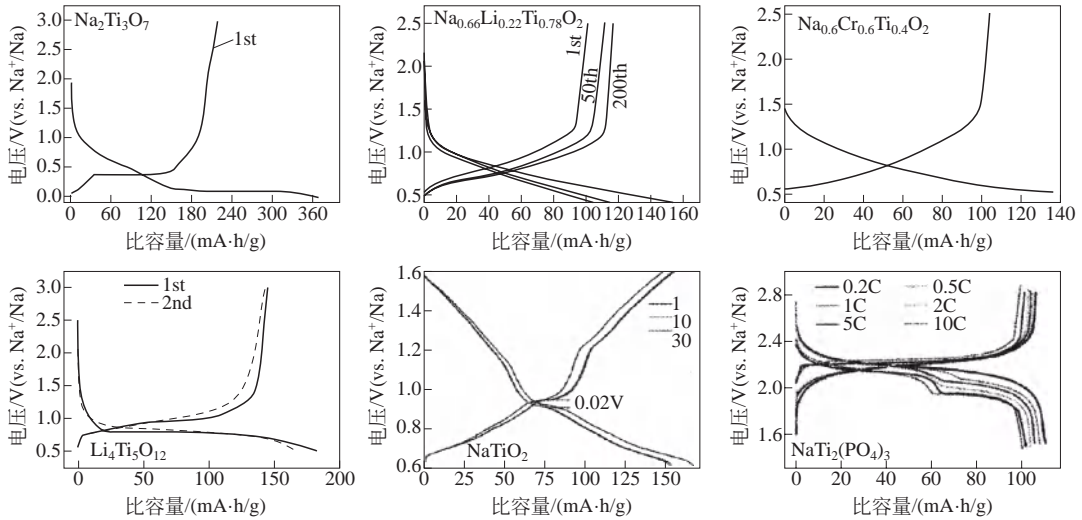 Na2Ti3O7
1st
电压/V(vs. Na+/Na)
3.0
2.5
2.0
1.5
1.0
0.5
0.0
0 60 120 180 240 300 360
比容量/(mA·h/g)
Na0.66Li0.22Ti0.78O2
1st
50th
200th
电压/V(vs. Na+/Na)
2.5
2.0
1.5
1.0
0.5
0 20 40 60 80 100 120 140 160
比容量/(mA·h/g)
Na0.6Cr0.6Ti0.4O2
电压/V(vs. Na+/Na)
2.5
2.0
1.5
1.0
0.5
0 20 40 60 80 100 120 140
比容量/(mA·h/g)
1st
2nd
电压/V(vs. Na+/Na)
3.0
2.5
2.0
1.5
1.0
0.5
Li4Ti5O12
0 50 100 150 200
比容量/(mA·h/g)
电压/V(vs. Na+/Na)
1.6
1.4
1.2
1.0
0.8
0.6
1
10
30
0.02V
NaTiO2
0 25 50 75 100 125 150 175
比容量/(mA·h/g)
电压/V(vs. Na+/Na)
2.8
2.4
2.0
1.6
0.2C 0.5C
1C 2C
5C 10C
NaTi2(PO4)3
0 20 40 60 80 100
比容量/(mA·h/g)